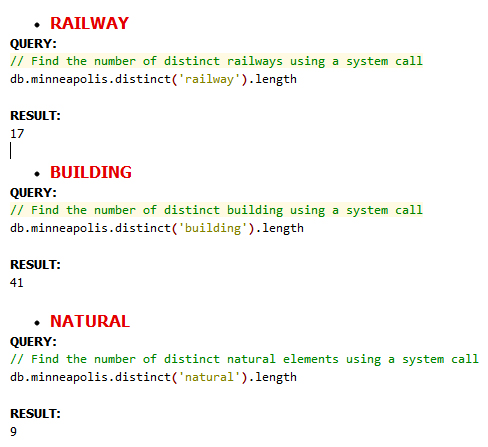 • RAILWAY
QUERY:
// Find the number of distinct railways using a system call
db.minneapolis.distinct('railway').length
RESULT:
17
• BUILDING
QUERY:
// Find the number of distinct building using a system call
db.minneapolis.distinct('building').length
RESULT:
41
• NATURAL
QUERY:
// Find the number of distinct natural elements using a system call
db.minneapolis.distinct('natural').length
RESULT:
9